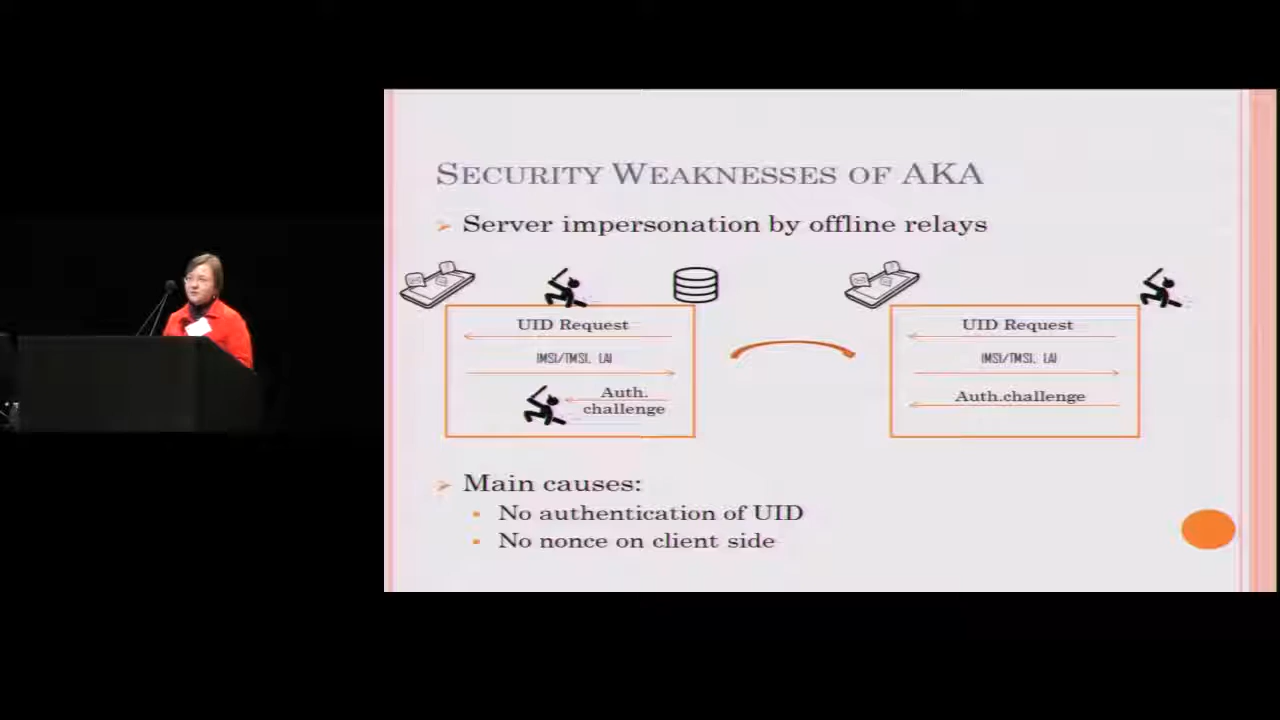 SECURITY WEAKNESSES OF AKA
Server impersonation by offline relays
UID Request
IMSI/TMSI, LAI
Auth.
challenge
UID Request
IMSI/TMSI, LAI
Auth.challenge
Main causes:
No authentication of UID
No nonce on client side